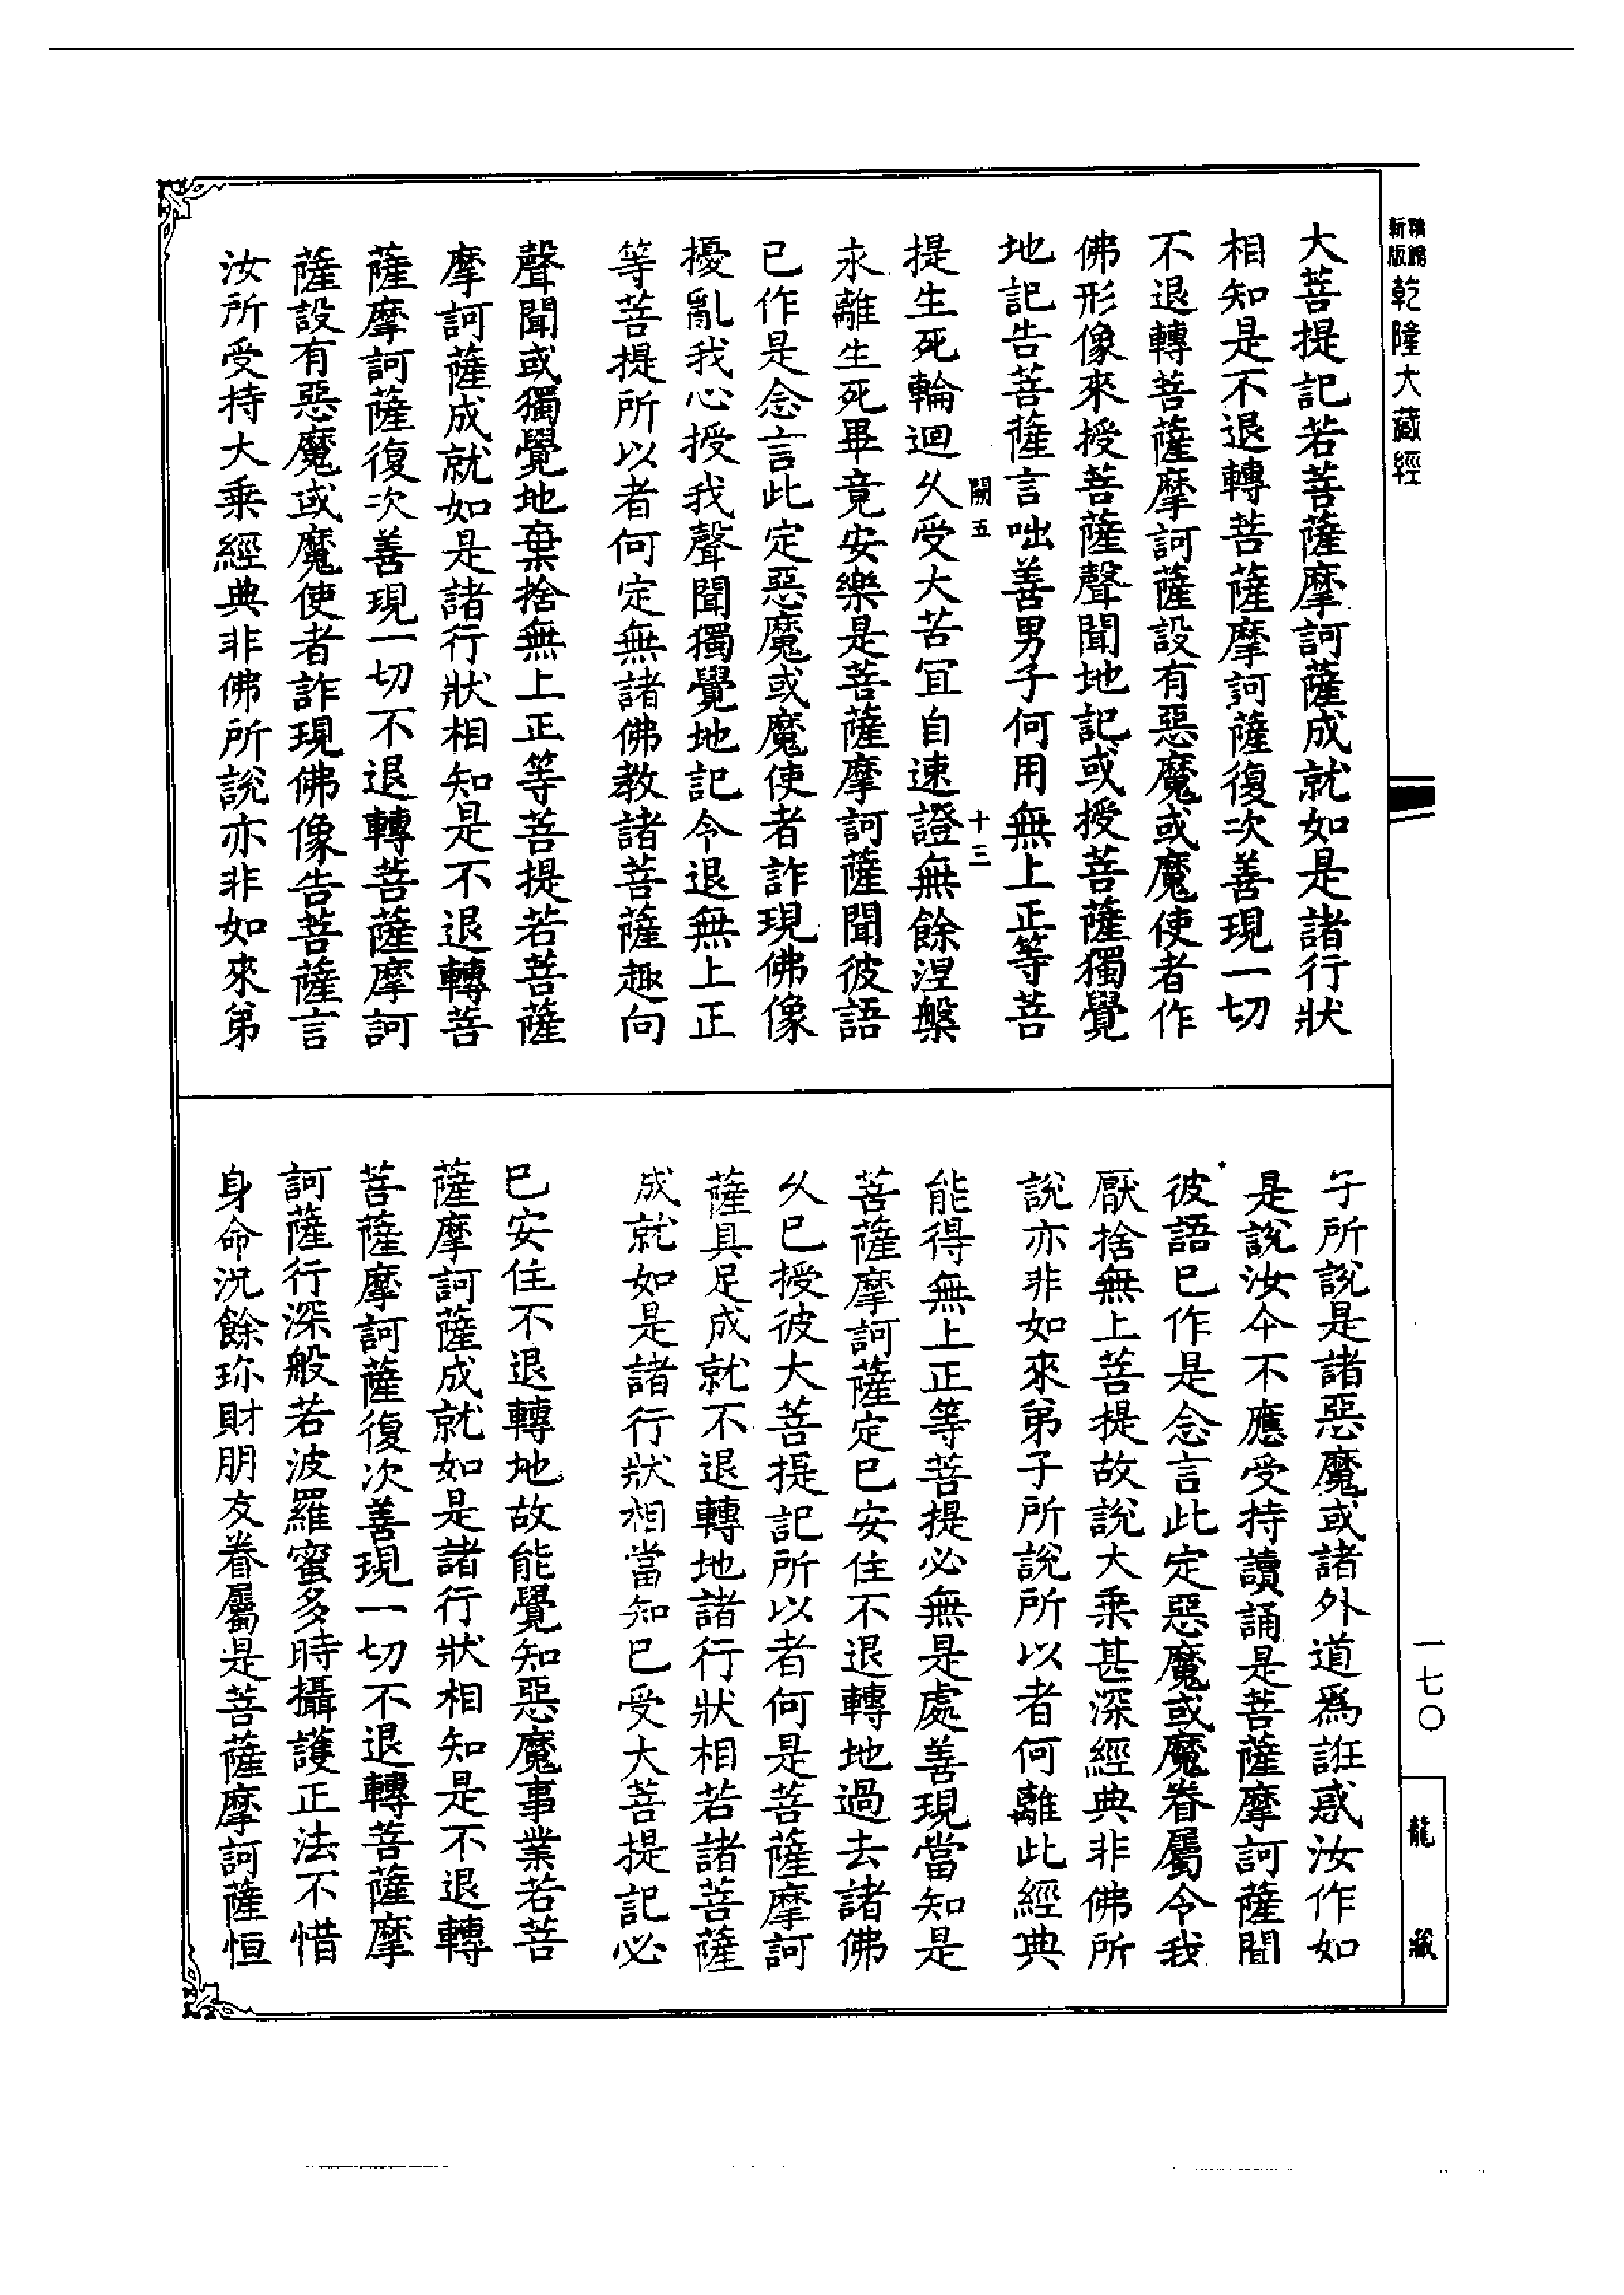 新版
乾隆大藏經
大菩提記若菩薩摩訶薩成就如是諸行狀
相知是不退轉菩薩摩訶薩復次善現一切
不退轉菩薩摩訶薩設有惡魔或魔使者作
佛形像來授菩薩聲聞地記或授菩薩獨覺
地記告菩薩言咄善男子何用無上正等菩
闕五 十三
提生死輪迴久受大苦冝自速證無餘涅槃
永離生死畢竟安樂是菩薩摩訶薩聞彼語
已作是念言此定惡魔或魔使者詐現佛像
擾亂我心授我聲聞獨覺地記令退無上正
等菩提所以者何定無諸佛教諸菩薩趣向
聲聞或獨覺地棄捨無上正等菩提若菩薩
摩訶薩成就如是諸行狀相知是不退轉菩
薩摩訶薩復次善現一切不退轉菩薩摩訶
薩設有惡魔或魔使者詐現佛像告菩薩言
汝所受持大乘經典非佛所說亦非如來弟
子所說是諸惡魔或諸外道爲誑惑汝作如
是說汝今不應受持讀誦是菩薩摩訶薩聞
彼語已作是念言此定惡魔或魔眷屬令我
厭捨無上菩提故說大乘甚深經典非佛所
說亦非如來弟子所說所以者何離此經典
能得無上正等菩提必無是處善現當知是
菩薩摩訶薩定已安住不退轉地過去諸佛
久已授彼大菩提記所以者何是菩薩摩訶
薩具足成就不退轉地諸行狀相若諸菩薩
成就如是諸行狀相當知已受大菩提記必
已安住不退轉地故能覺知惡魔事業若菩
薩摩訶薩成就如是諸行狀相知是不退轉
菩薩摩訶薩復次善現一切不退轉菩薩摩
訶薩行深般若波羅蜜多時攝護正法不惜
身命況餘珎財朋友眷屬是菩薩摩訶薩恒
一七〇
龍藏